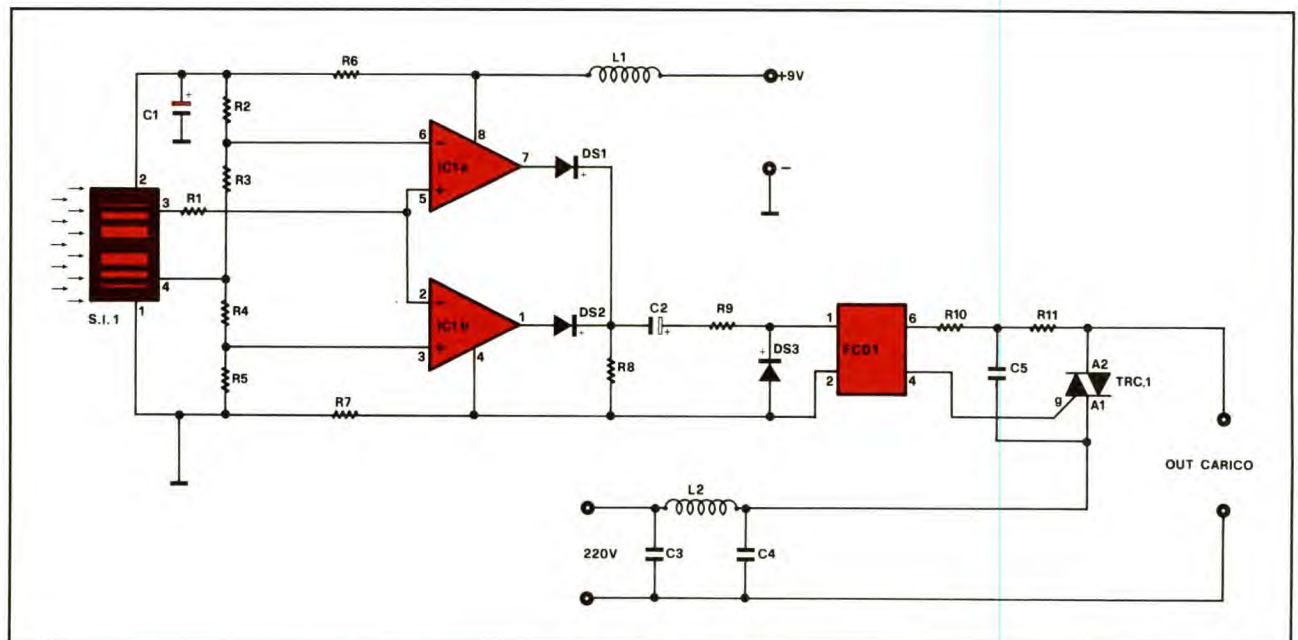 L1
R6
+9V
C1
+
R2
6
8
DS1
-
IC1a
7
R3
2
5
+
R1
3
4
2
-
DS2
S.I.1
1
R4
IC1b
1
C2
R9
1
6
R10
R11
3
+
4
DS3
FCD1
C5
A2
R5
R8
2
4
TRC,1
g
A1
R7
OUT CARICO
L2
220V
C3
C4